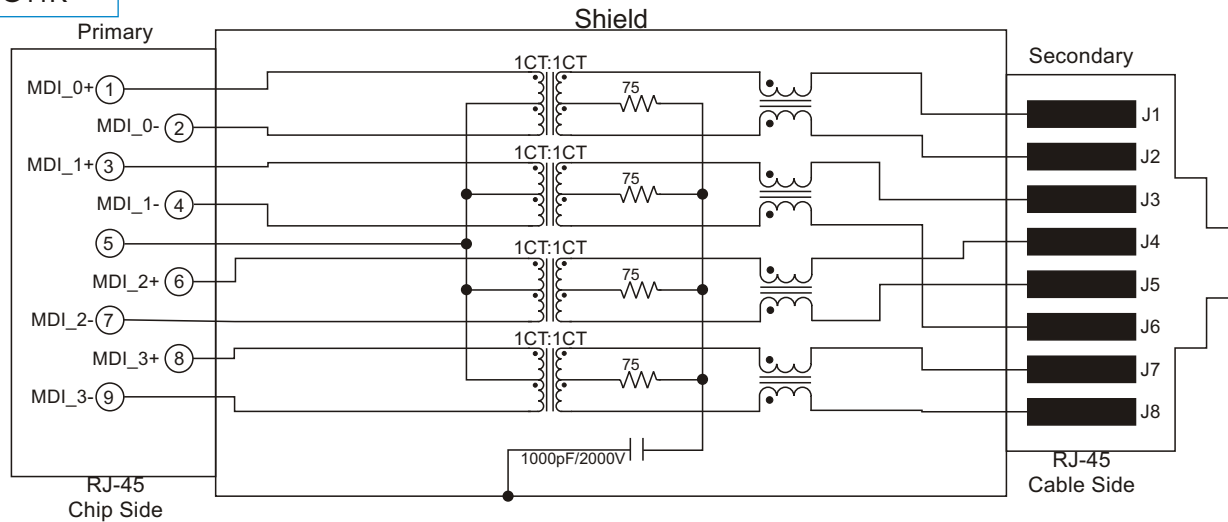 Primary
Shield
Secondary
1CT:1CT
MDI_0+ 1
75
J1
MDI_0- 2
1CT:1CT
J2
MDI_1+ 3
75
J3
MDI_1- 4
5
1CT:1CT
J4
MDI_2+ 6
75
J5
MDI_2- 7
J6
1CT:1CT
MDI_3+ 8
75
J7
MDI_3- 9
J8
1000pF/2000V
RJ-45
Chip Side
RJ-45
Cable Side